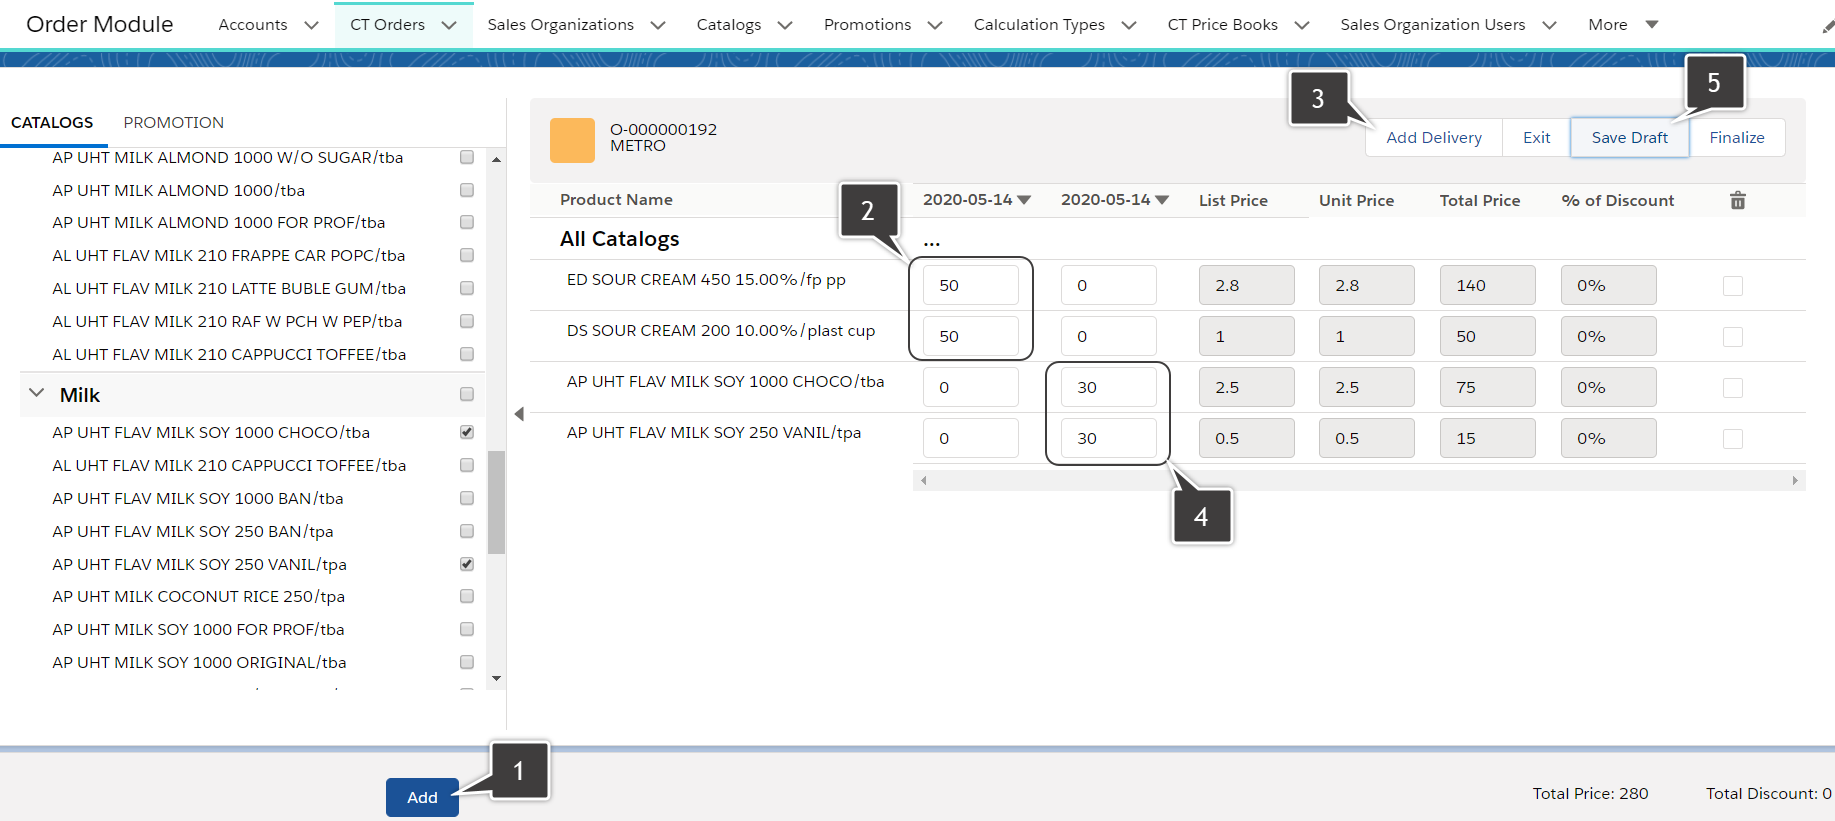 Order Module Accounts CT Orders Sales Organizations Catalogs Promotions Calculation Types CT Price Books Sales Organization Users More
CATALOGS PROMOTION
AP UHT MILK ALMOND 1000 W/O SUGAR/tba
AP UHT MILK ALMOND 1000/tba
AP UHT MILK ALMOND 1000 FOR PROF/tba
AL UHT FLAV MILK 210 FRAPPE CAR POPC/tba
AL UHT FLAV MILK 210 LATTE BUBLE GUM/tba
AL UHT FLAV MILK 210 RAF W PCH W PEP/tba
AL UHT FLAV MILK 210 CAPPUCCI TOFFEE/tba
Milk
AP UHT FLAV MILK SOY 1000 CHOCO/tba
AL UHT FLAV MILK 210 CAPPUCCI TOFFEE/tba
AP UHT FLAV MILK SOY 1000 BAN/tba
AP UHT FLAV MILK SOY 250 BAN/tpa
AP UHT FLAV MILK SOY 250 VANIL/tpa
AP UHT MILK COCONUT RICE 250/tpa
AP UHT MILK SOY 1000 FOR PROF/tba
AP UHT MILK SOY 1000 ORIGINAL/tba
Add
1
O-000000192
METRO
3
5
Add Delivery Exit Save Draft Finalize
Product Name 2020-05-14 2020-05-14 List Price Unit Price Total Price % of Discount
2
All Catalogs ...
ED SOUR CREAM 450 15.00%/fp pp 50 0 2.8 2.8 140 0%
DS SOUR CREAM 200 10.00%/plast cup 50 0 1 1 50 0%
AP UHT FLAV MILK SOY 1000 CHOCO/tba 0 30 2.5 2.5 75 0%
AP UHT FLAV MILK SOY 250 VANIL/tpa 0 30 0.5 0.5 15 0%
4
Total Price: 280 Total Discount: 0